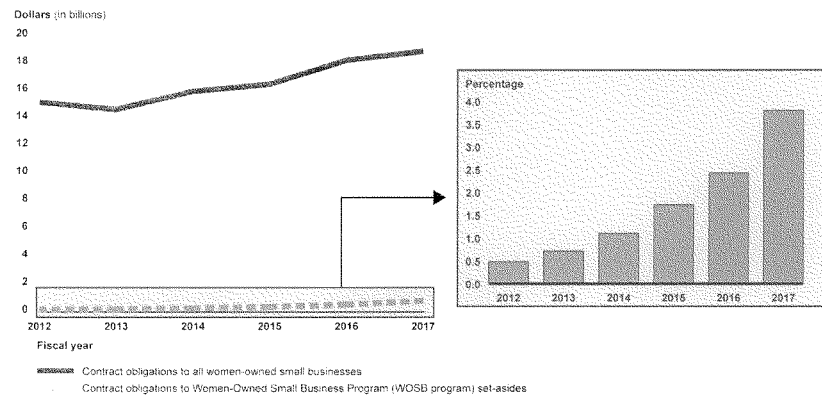 Dollars (in billions)
20
18
16
14
12
10
8
6
4
2
0
2012 2013 2014 2015 2016 2017
Fiscal year
Percentage
4.0
3.5
3.0
2.5
2.0
1.5
1.0
0.5
0.0
2012 2013 2014 2015 2016 2017
Contract obligations to all women-owned small businesses
Contract obligations to Women-Owned Small Business Program (WOSB program) set-asides